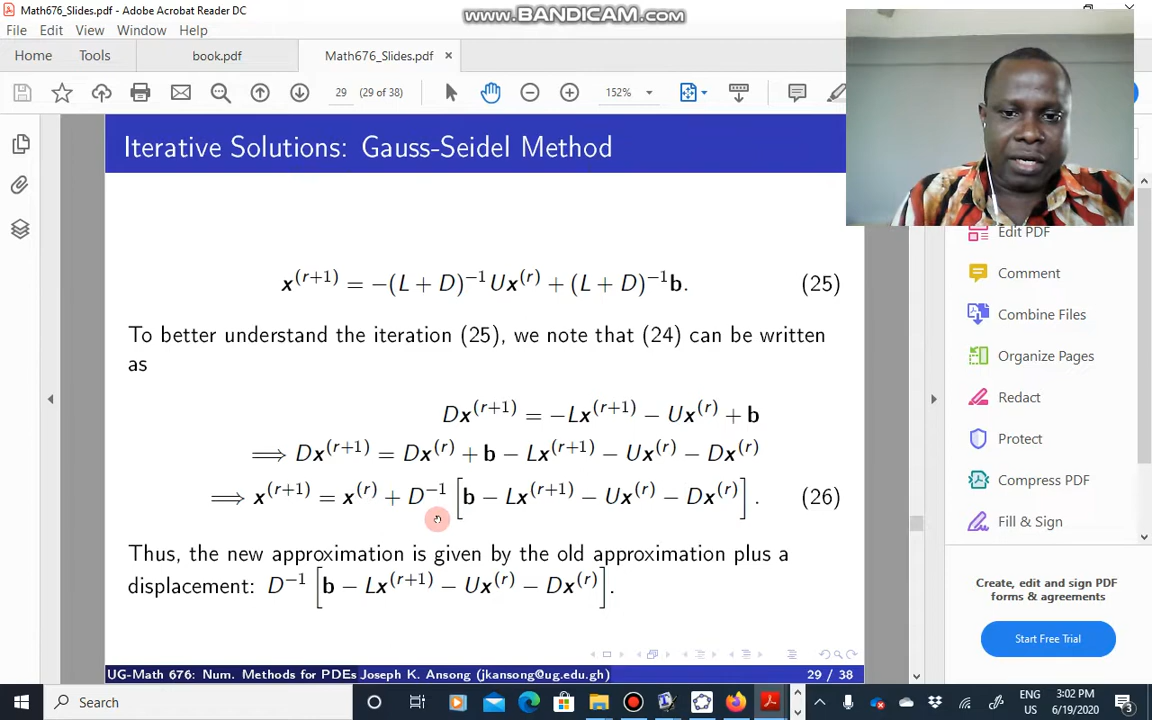 Math676_Slides.pdf - Adobe Acrobat Reader DC
www.BANDICAM.com
File Edit View Window Help
Home Tools book.pdf Math676_Slides.pdf ×
29 (29 of 38) 152%
Iterative Solutions: Gauss-Seidel Method
x^(r+1) = −(L + D)^−1 Ux^(r) + (L + D)^−1 b. (25)
To better understand the iteration (25), we note that (24) can be written
as
Dx^(r+1) = −Lx^(r+1) − Ux^(r) + b
⟹ Dx^(r+1) = Dx^(r) + b − Lx^(r+1) − Ux^(r) − Dx^(r)
⟹ x^(r+1) = x^(r) + D^−1 [b − Lx^(r+1) − Ux^(r) − Dx^(r)]. (26)
Thus, the new approximation is given by the old approximation plus a
displacement: D^−1 [b − Lx^(r+1) − Ux^(r) − Dx^(r)].
UG-Math 676: Num. Methods for PDEs Joseph K. Ansong (jkansong@ug.edu.gh) 29 / 38
Edit PDF
Comment
Combine Files
Organize Pages
Redact
Protect
Compress PDF
Fill & Sign
Create, edit and sign PDF
forms & agreements
Start Free Trial
Search
ENG
US
3:02 PM
6/19/2020
3